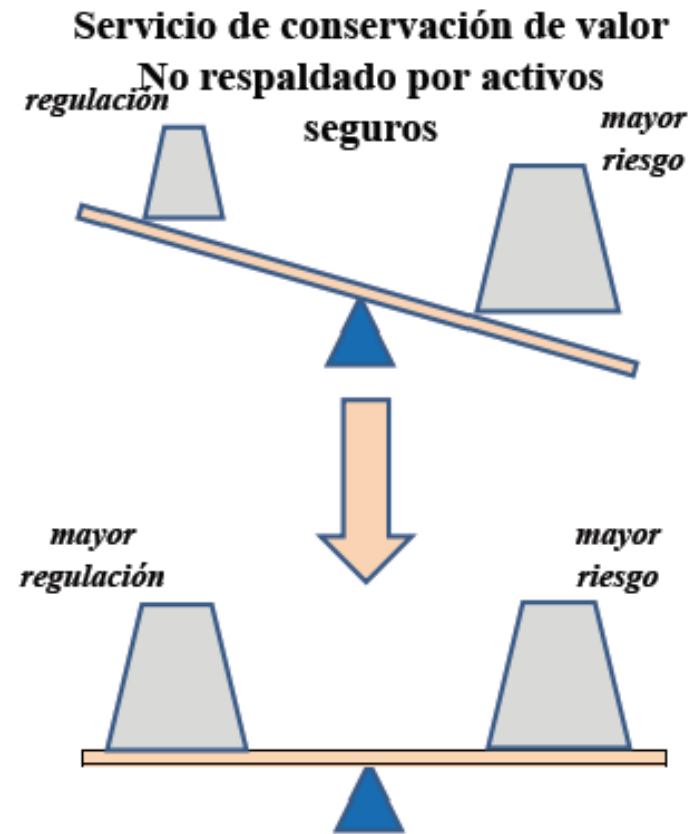 Servicio de conservación de valor
No respaldado por activos
seguros
regulación
mayor
riesgo
mayor
regulación
mayor
riesgo